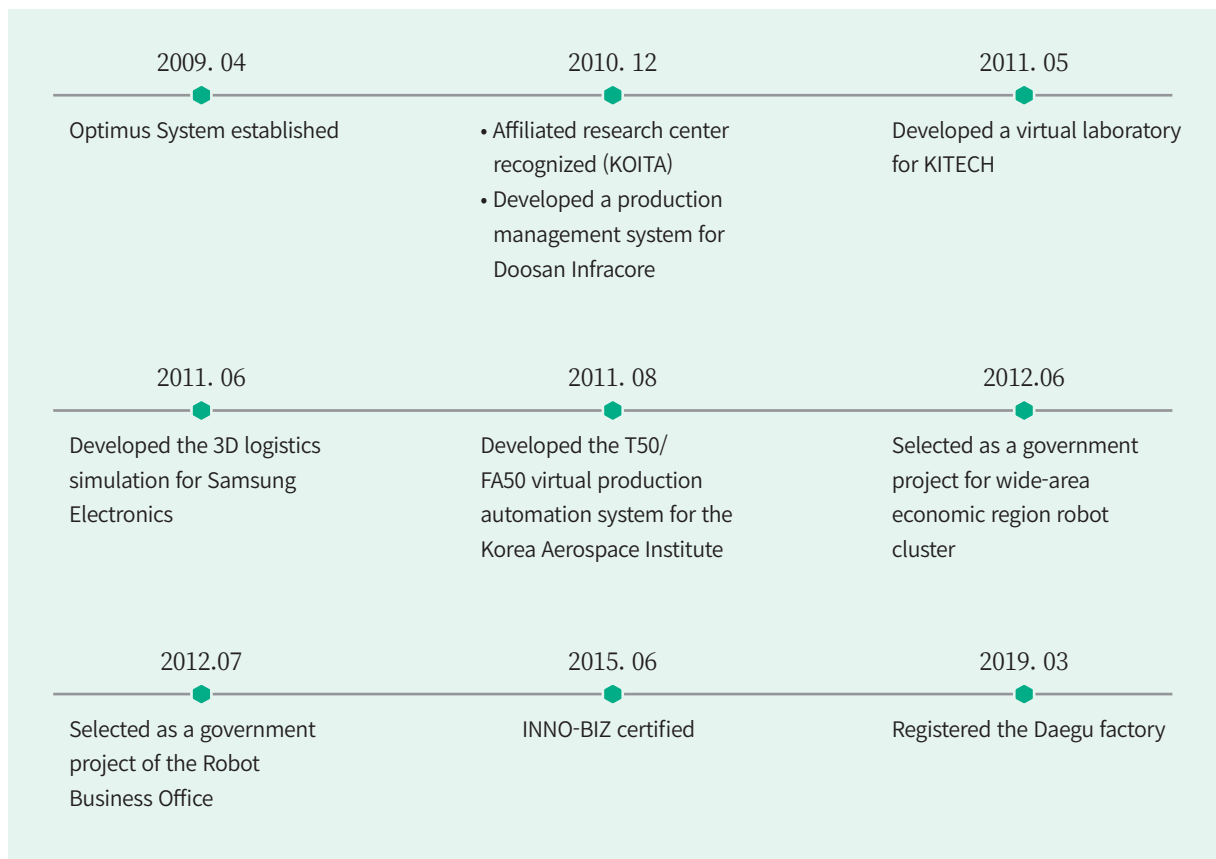 2009. 04
Optimus System established
2010. 12
• Affiliated research center
recognized (KOITA)
• Developed a production
management system for
Doosan Infracore
2011. 05
Developed a virtual laboratory
for KITECH
2011. 06
Developed the 3D logistics
simulation for Samsung
Electronics
2011. 08
Developed the T50/
FA50 virtual production
automation system for the
Korea Aerospace Institute
2012.06
Selected as a government
project for wide-area
economic region robot
cluster
2012.07
Selected as a government
project of the Robot
Business Office
2015. 06
INNO-BIZ certified
2019. 03
Registered the Daegu factory